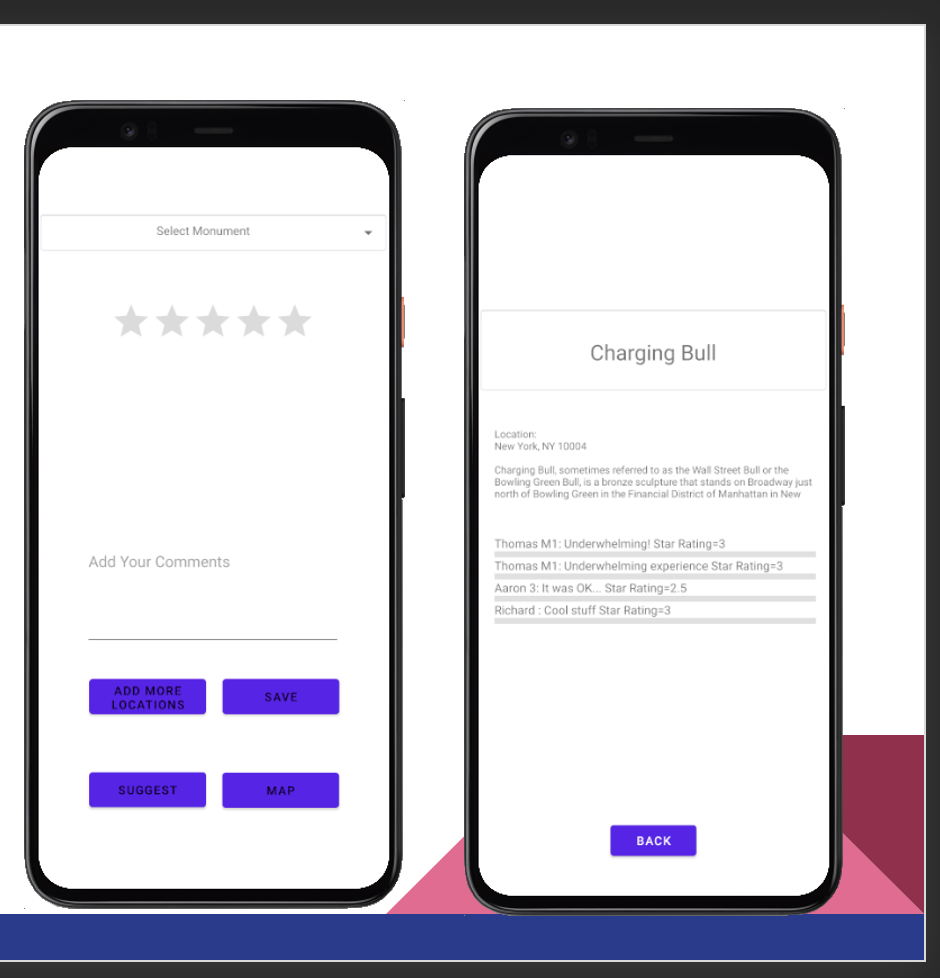 Select Monument
Add Your Comments
ADD MORE
LOCATIONS
SAVE
SUGGEST
MAP
Charging Bull
Location:
New York, NY 10004
Charging Bull, sometimes referred to as the Wall Street Bull or the
Bowling Green Bull, is a bronze sculpture that stands on Broadway just
north of Bowling Green in the Financial District of Manhattan in New
Thomas M1: Underwhelming! Star Rating=3
Thomas M1: Underwhelming experience Star Rating=3
Aaron 3: It was OK... Star Rating=2.5
Richard : Cool stuff Star Rating=3
BACK